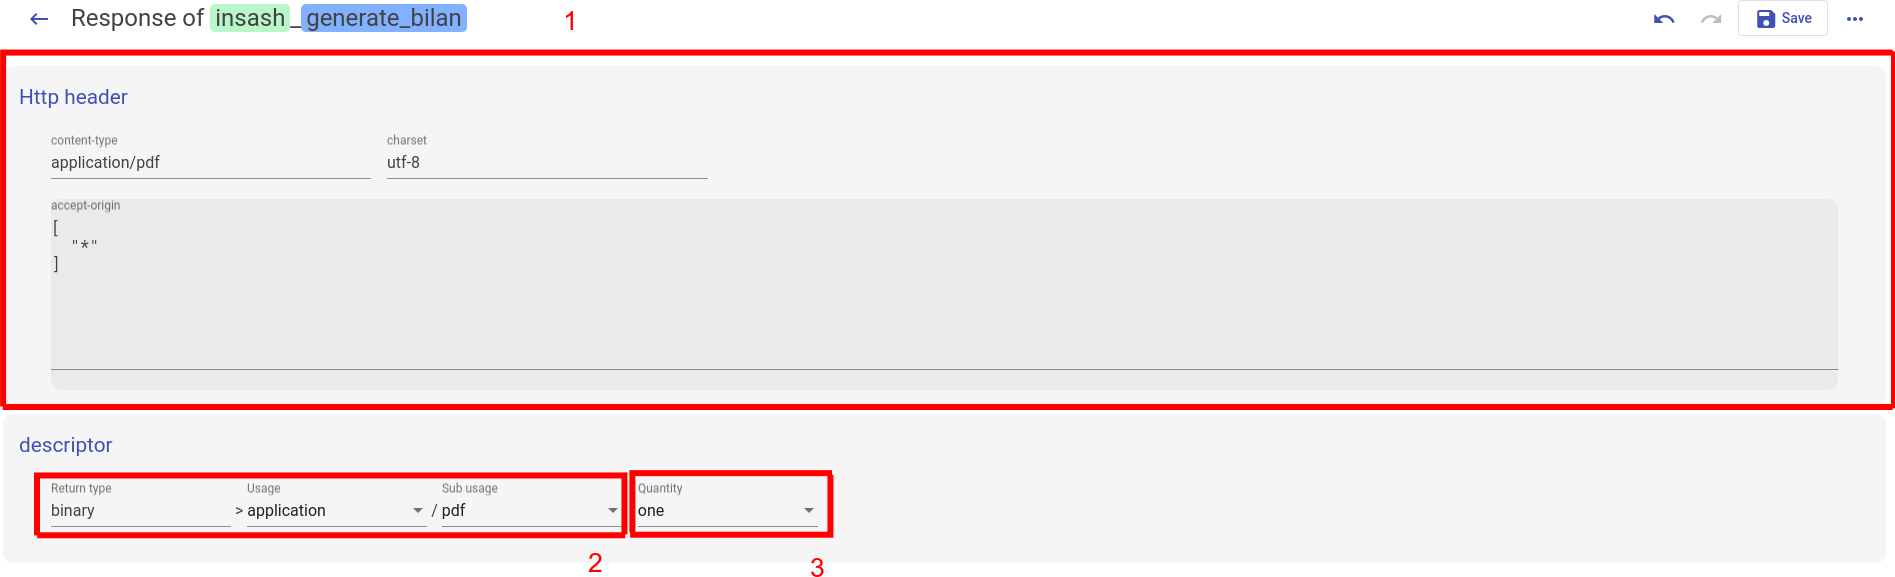 Response of insash_generate_bilan 1 Save
Http header
content-type charset
application/pdf utf-8
accept-origin
[
  "*"
]
descriptor
Return type Usage Sub usage Quantity
binary > application / pdf one
2 3